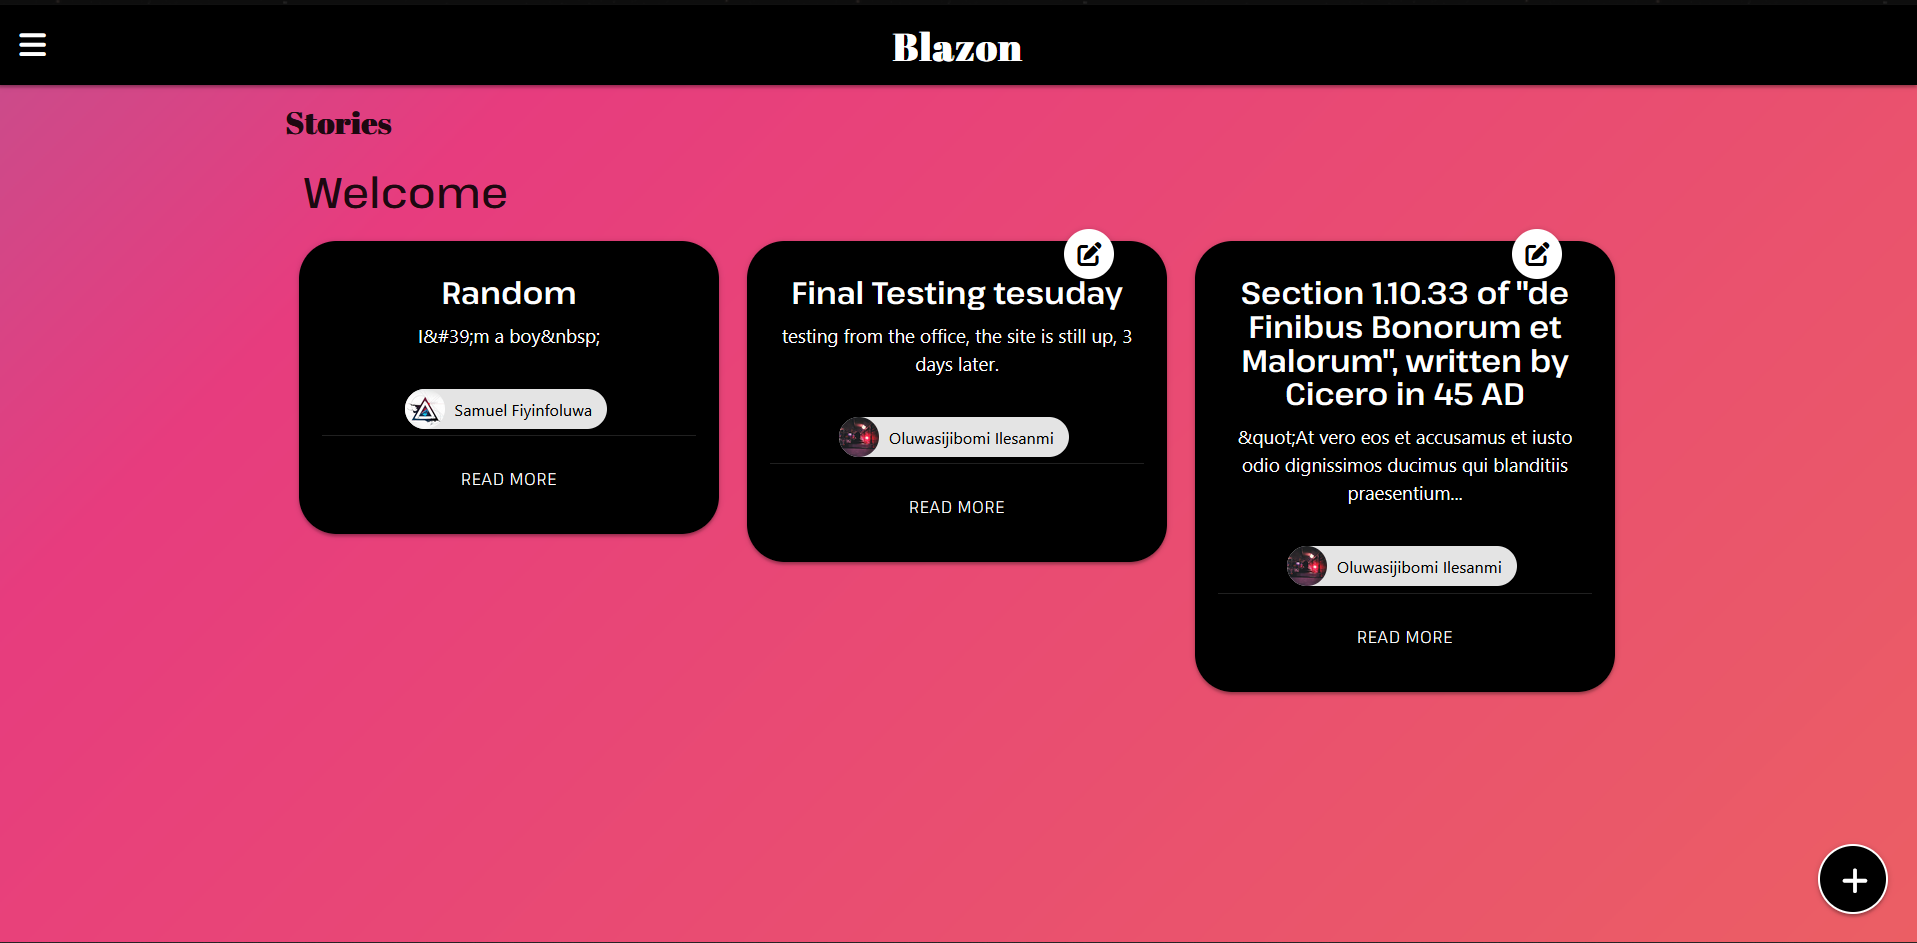 Blazon
Stories
Welcome
Random
I&#39;m a boy&nbsp;
Samuel Fiyinfoluwa
READ MORE
Final Testing tesuday
testing from the office, the site is still up, 3
days later.
Oluwasijibomi Ilesanmi
READ MORE
Section 1.10.33 of "de
Finibus Bonorum et
Malorum", written by
Cicero in 45 AD
&quot;At vero eos et accusamus et iusto
odio dignissimos ducimus qui blanditiis
praesentium...
Oluwasijibomi Ilesanmi
READ MORE